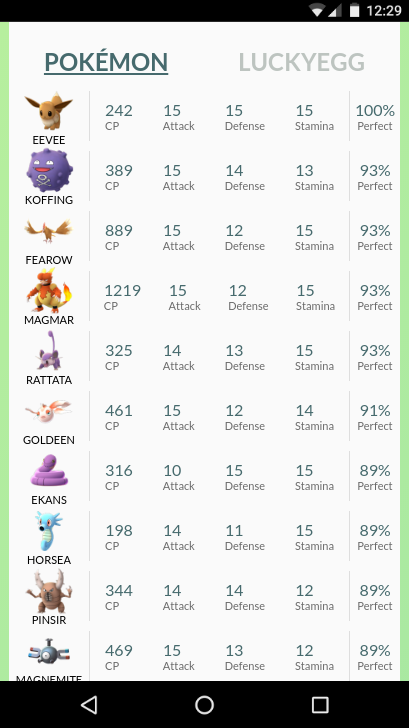 12:29
POKÉMON LUCKYEGG
242 15 15 15 100%
CP Attack Defense Stamina Perfect
EEVEE
389 15 14 13 93%
CP Attack Defense Stamina Perfect
KOFFING
889 15 12 15 93%
CP Attack Defense Stamina Perfect
FEAROW
1219 15 12 15 93%
CP Attack Defense Stamina Perfect
MAGMAR
325 14 13 15 93%
CP Attack Defense Stamina Perfect
RATTATA
461 15 12 14 91%
CP Attack Defense Stamina Perfect
GOLDEEN
316 10 15 15 89%
CP Attack Defense Stamina Perfect
EKANS
198 14 11 15 89%
CP Attack Defense Stamina Perfect
HORSEA
344 14 14 12 89%
CP Attack Defense Stamina Perfect
PINSIR
469 15 13 12 89%
CP Attack Defense Stamina Perfect
MAGNEMITE